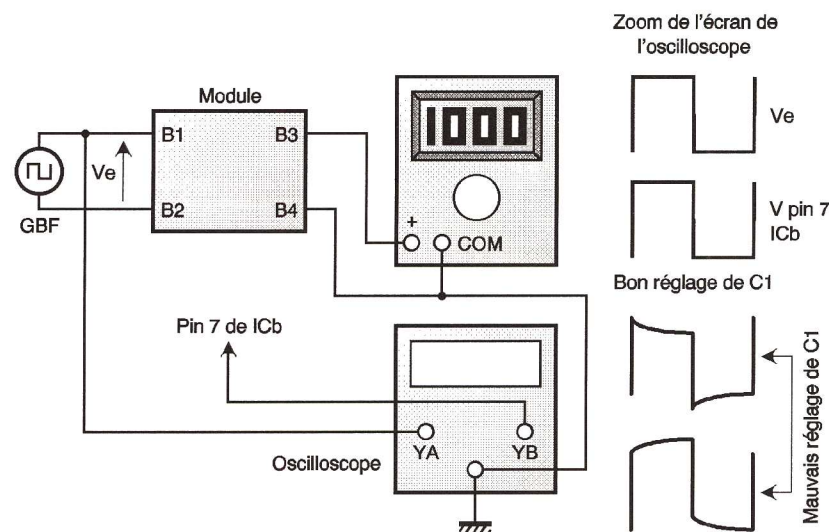 Zoom de l'écran de
l'oscilloscope
Module
B1
B3
1000
Ve
Ve
B2
B4
GBF
+
COM
V pin 7
ICb
Bon réglage de C1
Pin 7 de ICb
Mauvais réglage de C1
YA
YB
Oscilloscope